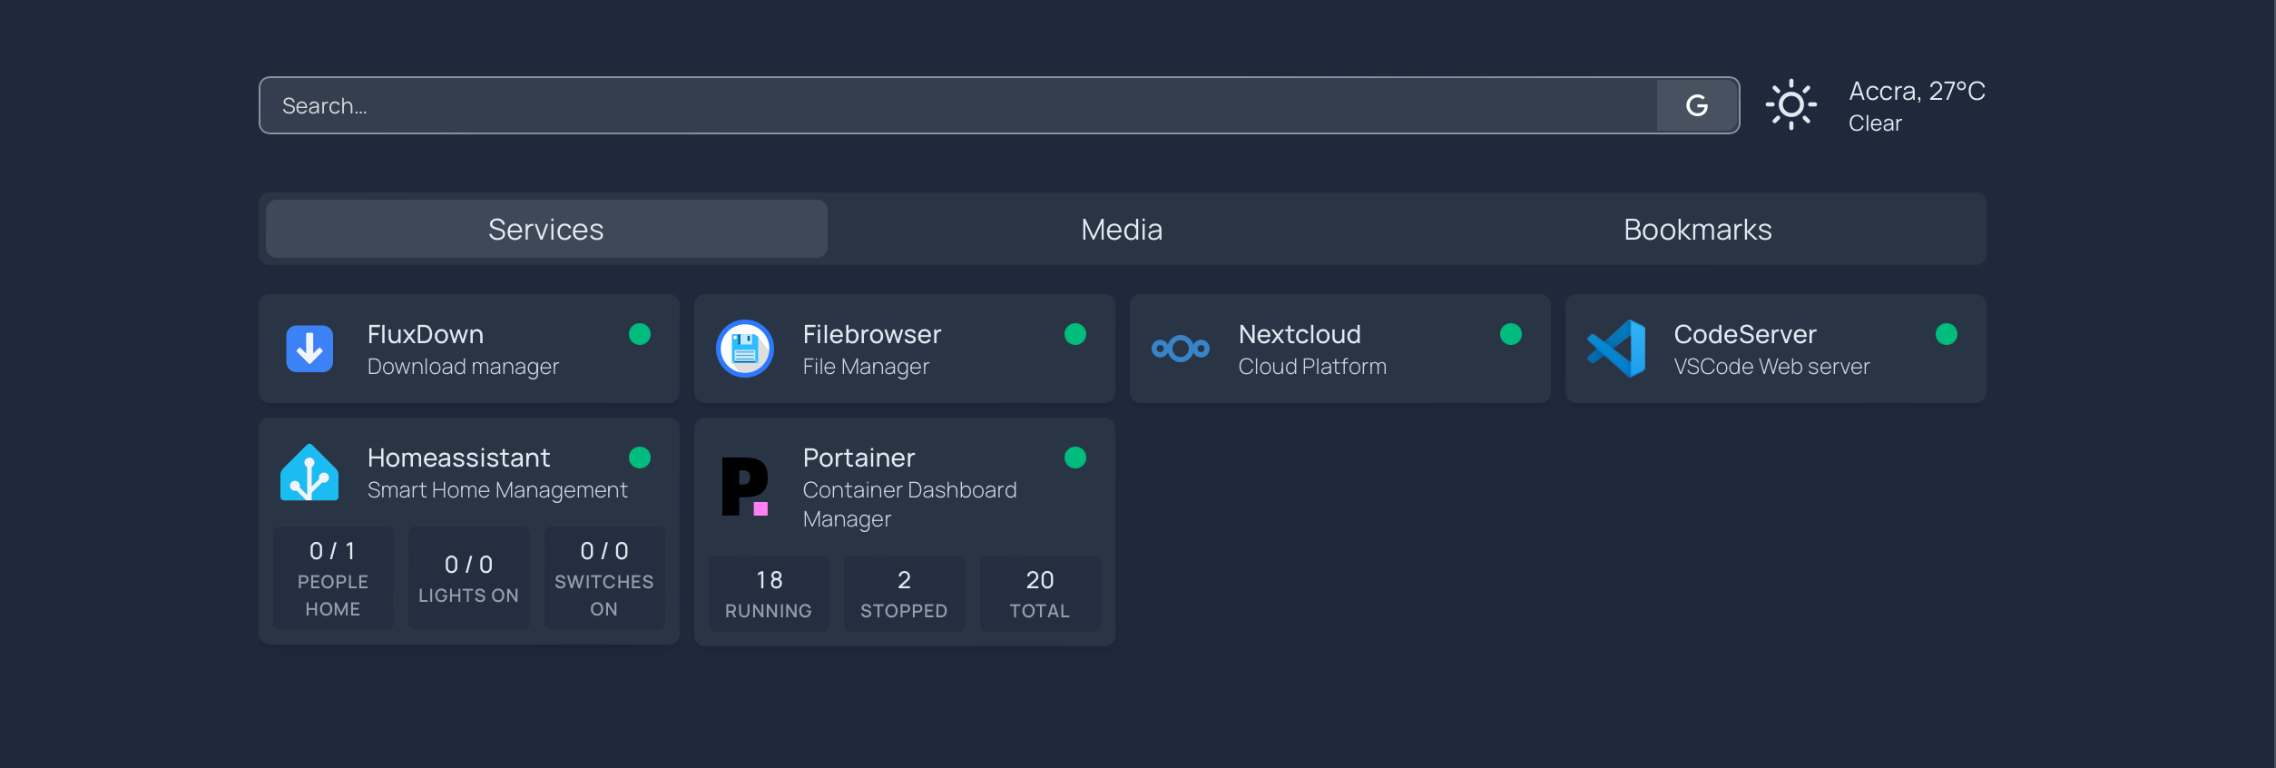 Search...
G
Accra, 27°C
Clear
Services
Media
Bookmarks
FluxDown
Download manager
Filebrowser
File Manager
Nextcloud
Cloud Platform
CodeServer
VSCode Web server
Homeassistant
Smart Home Management
0 / 1
PEOPLE
HOME
0 / 0
LIGHTS ON
0 / 0
SWITCHES
ON
P.
Portainer
Container Dashboard
Manager
18
RUNNING
2
STOPPED
20
TOTAL